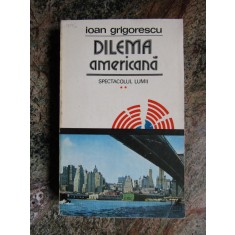 ioan grigorescu
DILEMA
americană
SPECTACOLUL LUMII
**